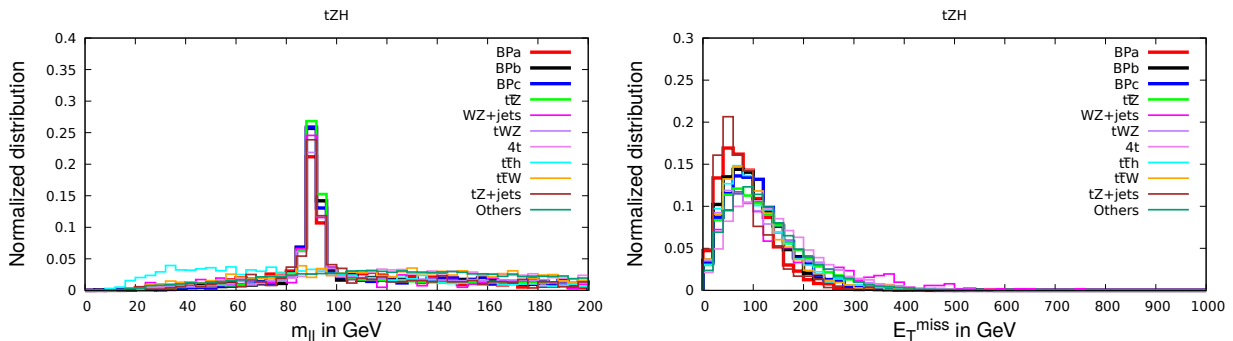 tZH
Normalized distribution
0.4
0.35
0.3
0.25
0.2
0.15
0.1
0.05
0
BPa
BPb
BPc
tt̄Z
WZ+jets
tWZ
4t
tt̄h
tt̄W
tZ+jets
Others
0 20 40 60 80 100 120 140 160 180 200
m_ll in GeV
tZH
Normalized distribution
0.3
0.25
0.2
0.15
0.1
0.05
0
BPa
BPb
BPc
tt̄Z
WZ+jets
tWZ
4t
tt̄h
tt̄W
tZ+jets
Others
0 100 200 300 400 500 600 700 800 900 1000
E_T^miss in GeV